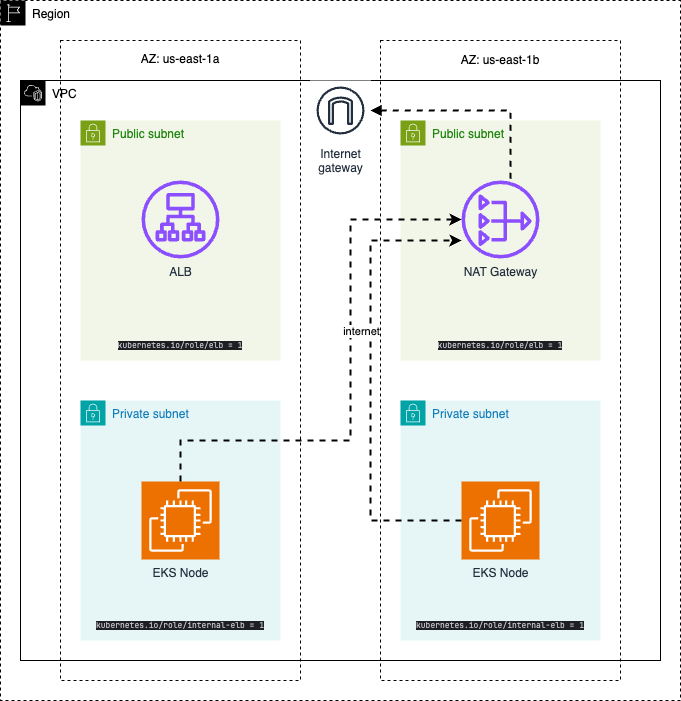 Region
AZ: us-east-1a
AZ: us-east-1b
VPC
Public subnet
Public subnet
Internet
gateway
ALB
NAT Gateway
internet
kubernetes.io/role/elb = 1
kubernetes.io/role/elb = 1
Private subnet
Private subnet
EKS Node
EKS Node
kubernetes.io/role/internal-elb = 1
kubernetes.io/role/internal-elb = 1